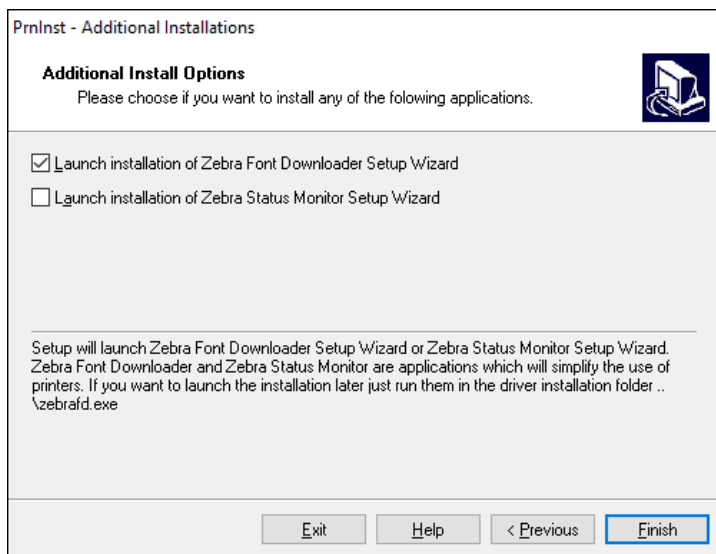 PrnInst - Additional Installations
Additional Install Options
Please choose if you want to install any of the folowing applications.
Launch installation of Zebra Font Downloader Setup Wizard
Launch installation of Zebra Status Monitor Setup Wizard
Setup will launch Zebra Font Downloader Setup Wizard or Zebra Status Monitor Setup Wizard.
Zebra Font Downloader and Zebra Status Monitor are applications which will simplify the use of
printers. If you want to launch the installation later just run them in the driver installation folder ..
\zebrafd.exe
Exit Help < Previous Finish